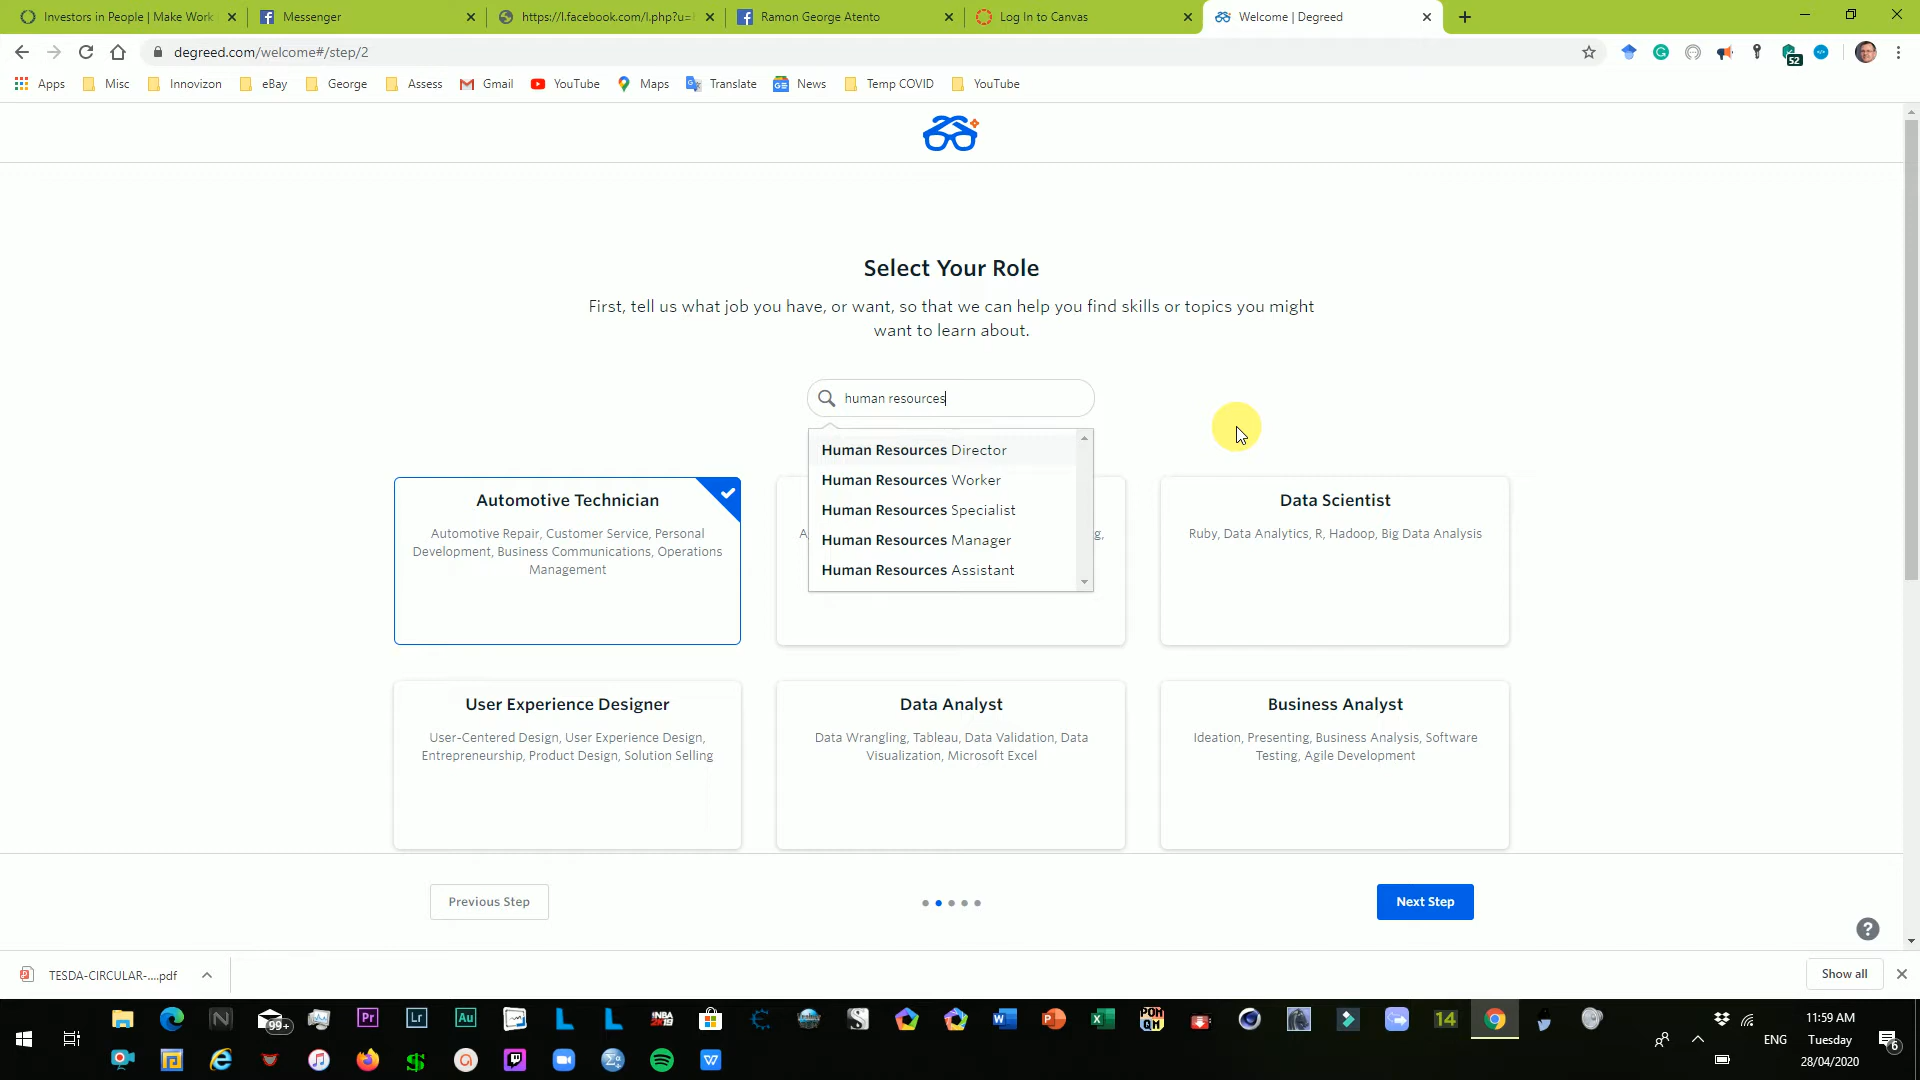 Investors in People | Make Work
Messenger
https://l.facebook.com/l.php?u=
Ramon George Atento
Log In to Canvas
Welcome | Degreed
degreed.com/welcome#/step/2
52
Apps Misc Innovizon eBay George Assess Gmail YouTube Maps Translate News Temp COVID YouTube
Select Your Role
First, tell us what job you have, or want, so that we can help you find skills or topics you might
want to learn about.
human resources
Human Resources Director
Human Resources Worker
Human Resources Specialist
Human Resources Manager
Human Resources Assistant
Automotive Technician
Automotive Repair, Customer Service, Personal
Development, Business Communications, Operations
Management
Data Scientist
Ruby, Data Analytics, R, Hadoop, Big Data Analysis
User Experience Designer
User-Centered Design, User Experience Design,
Entrepreneurship, Product Design, Solution Selling
Data Analyst
Data Wrangling, Tableau, Data Validation, Data
Visualization, Microsoft Excel
Business Analyst
Ideation, Presenting, Business Analysis, Software
Testing, Agile Development
Previous Step
Next Step
?
TESDA-CIRCULAR-....pdf
Show all
99+
Pr
Lr
Au
14
ENG
11:59 AM
Tuesday
28/04/2020
6